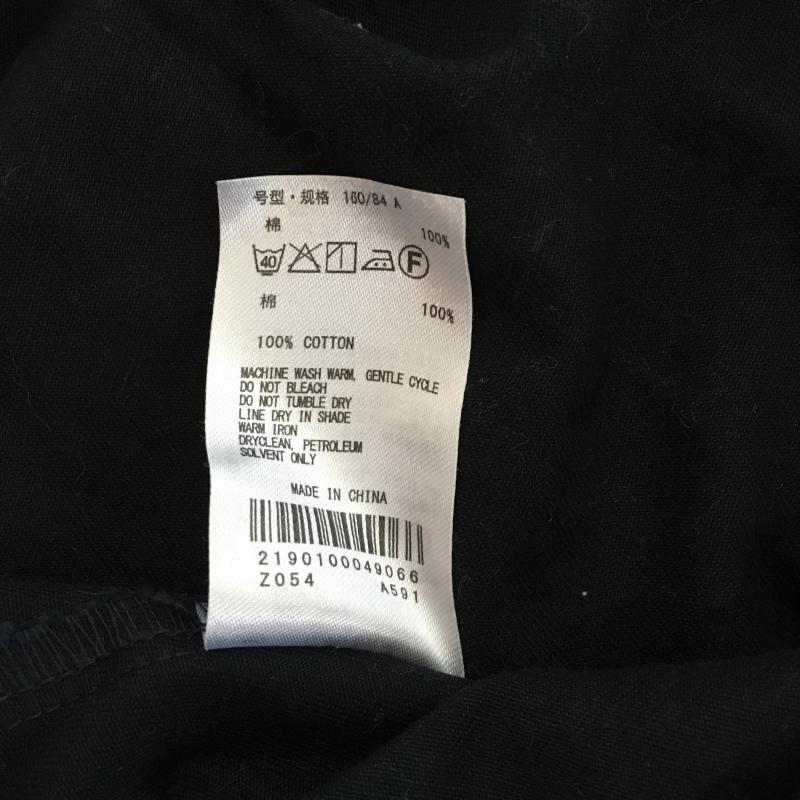 号型・规格 160/84 A
棉 100%
40 F
棉 100%
100% COTTON
MACHINE WASH WARM, GENTLE CYCLE
DO NOT BLEACH
DO NOT TUMBLE DRY
LINE DRY IN SHADE
WARM IRON
DRYCLEAN, PETROLEUM
SOLVENT ONLY
MADE IN CHINA
2190100049066
Z054 A591